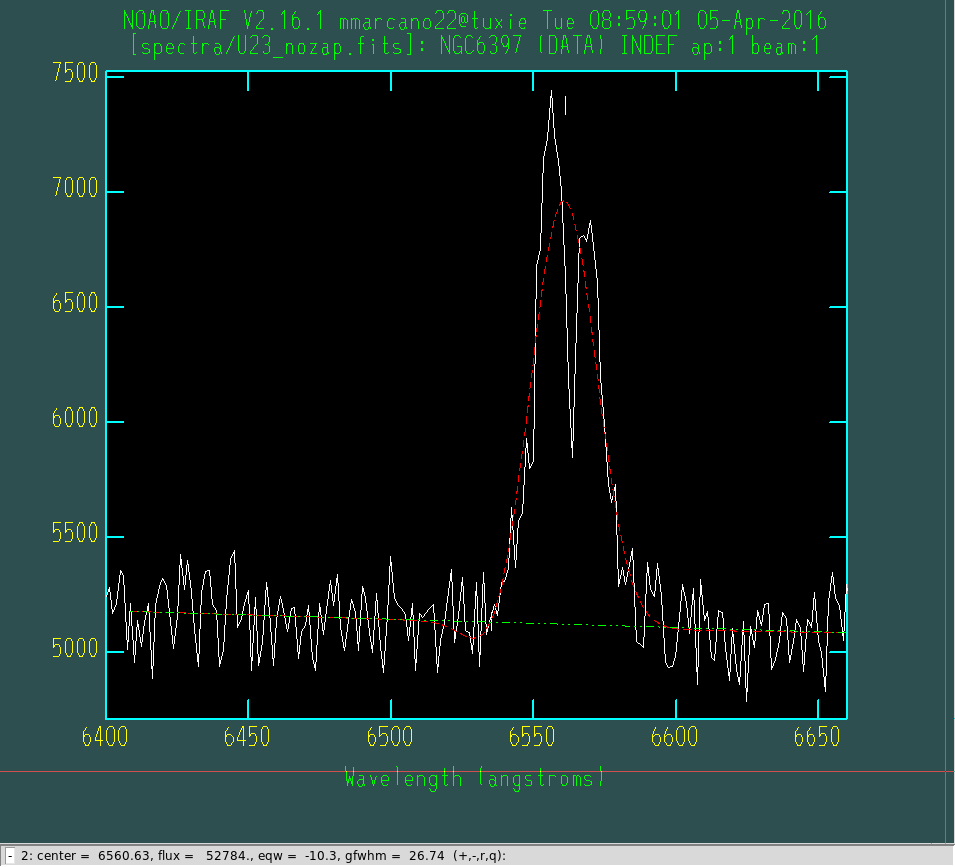 NOAO/IRAF V2.16.1 mmarcano22@tuxie Tue 08:59:01 05-Apr-2016
[spectra/U23_nozap.fits]: NGC6397 (DATA) INDEF ap:1 beam:1
7500
7000
6500
6000
5500
5000
6400 6450 6500 6550 6600 6650
Wavelength (angstroms)
- 2: center = 6560.63, flux = 52784., eqw = -10.3, gfwhm = 26.74 (+,-,r,q):